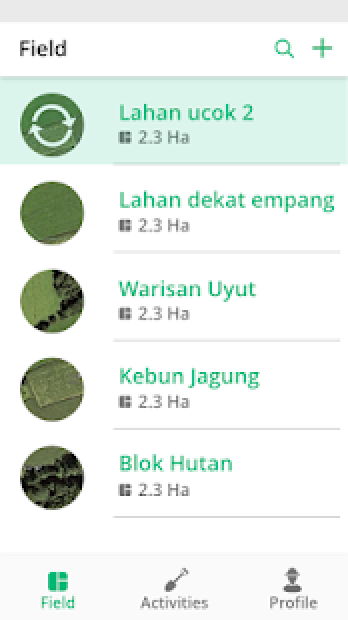 Field
Lahan ucok 2
2.3 Ha
Lahan dekat empang
2.3 Ha
Warisan Uyut
2.3 Ha
Kebun Jagung
2.3 Ha
Blok Hutan
2.3 Ha
Field
Activities
Profile